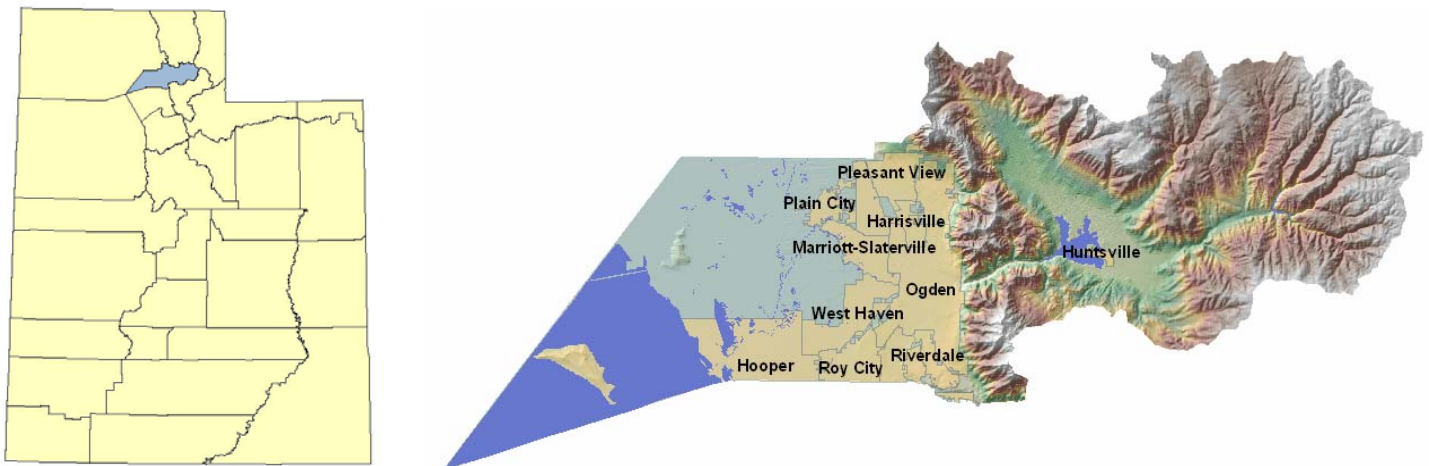 Pleasant View
Plain City
Harrisville
Marriott-Slaterville
Huntsville
Ogden
West Haven
Riverdale
Hooper
Roy City